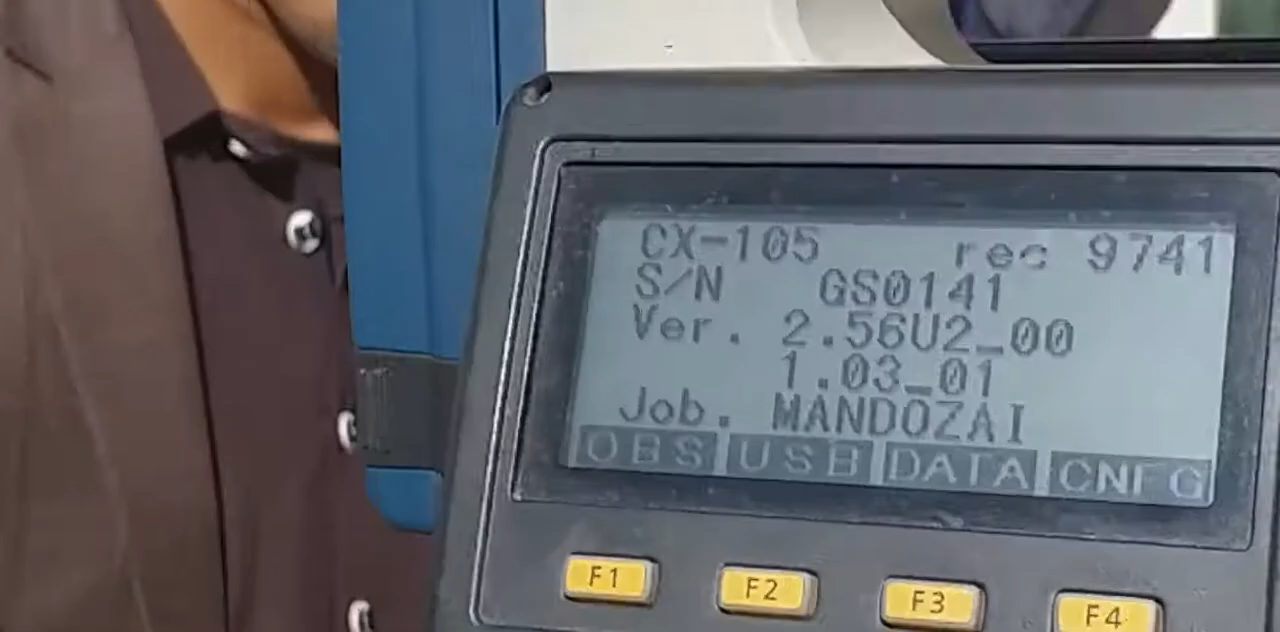 CX-105 rec 9741
S/N GS0141
Ver. 2.56U2_00
1.03_01
Job. MANDOZAI
OBS USB DATA CNFG
F1 F2 F3 F4